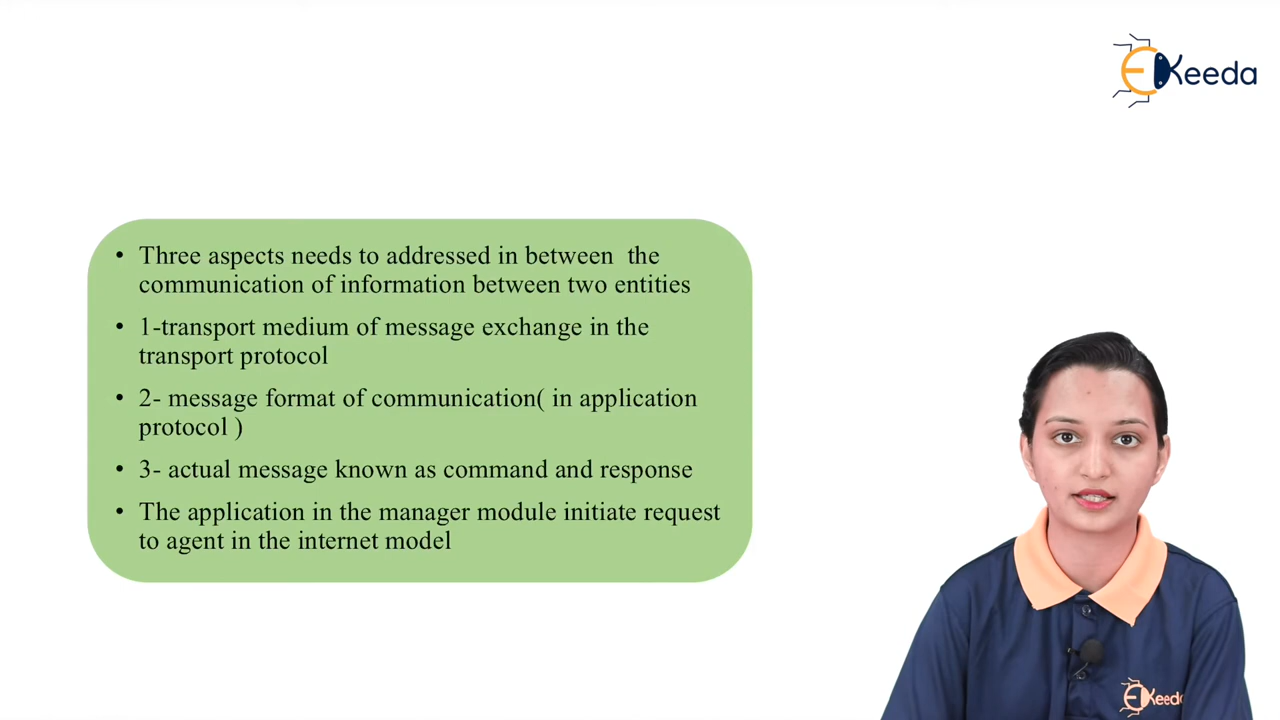 EKeeda
• Three aspects needs to addressed in between the
communication of information between two entities
• 1-transport medium of message exchange in the
transport protocol
• 2- message format of communication( in application
protocol )
• 3- actual message known as command and response
• The application in the manager module initiate request
to agent in the internet model
EKeeda